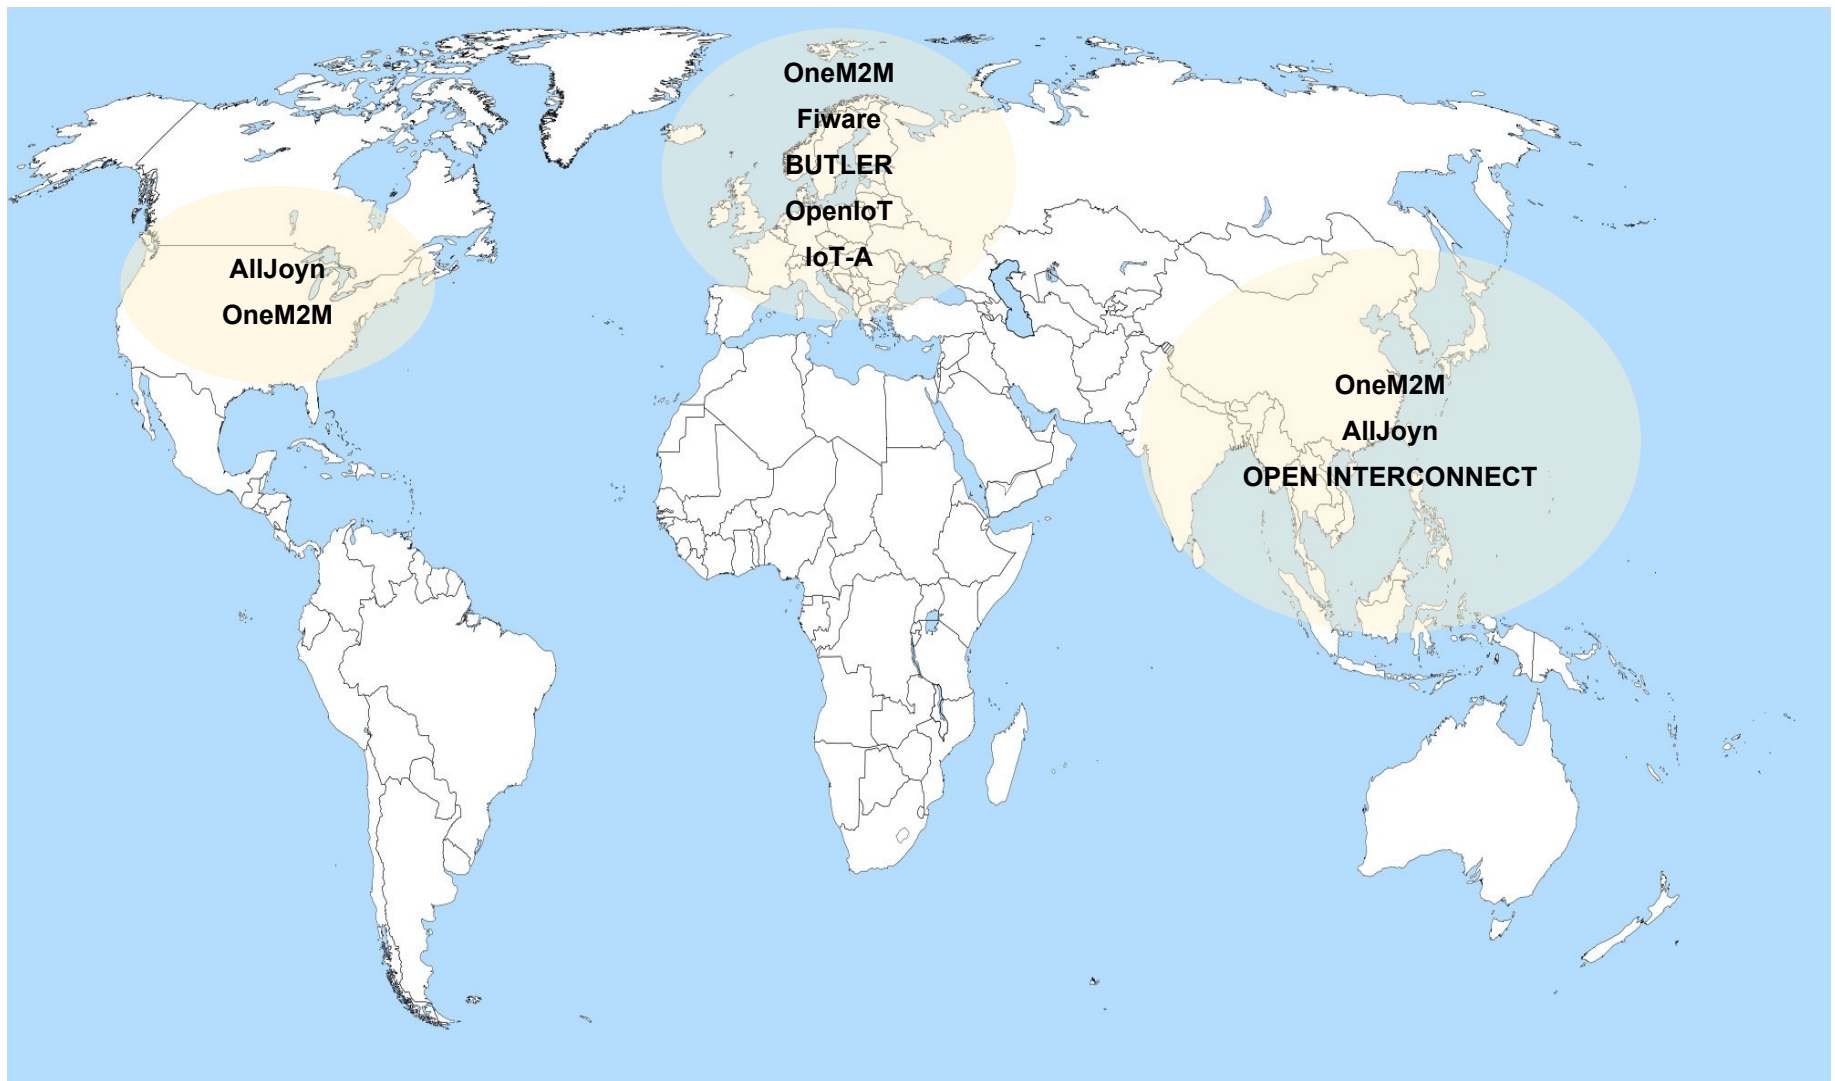 OneM2M
Fiware
BUTLER
OpenIoT
IoT-A
AllJoyn
OneM2M
OneM2M
AllJoyn
OPEN INTERCONNECT